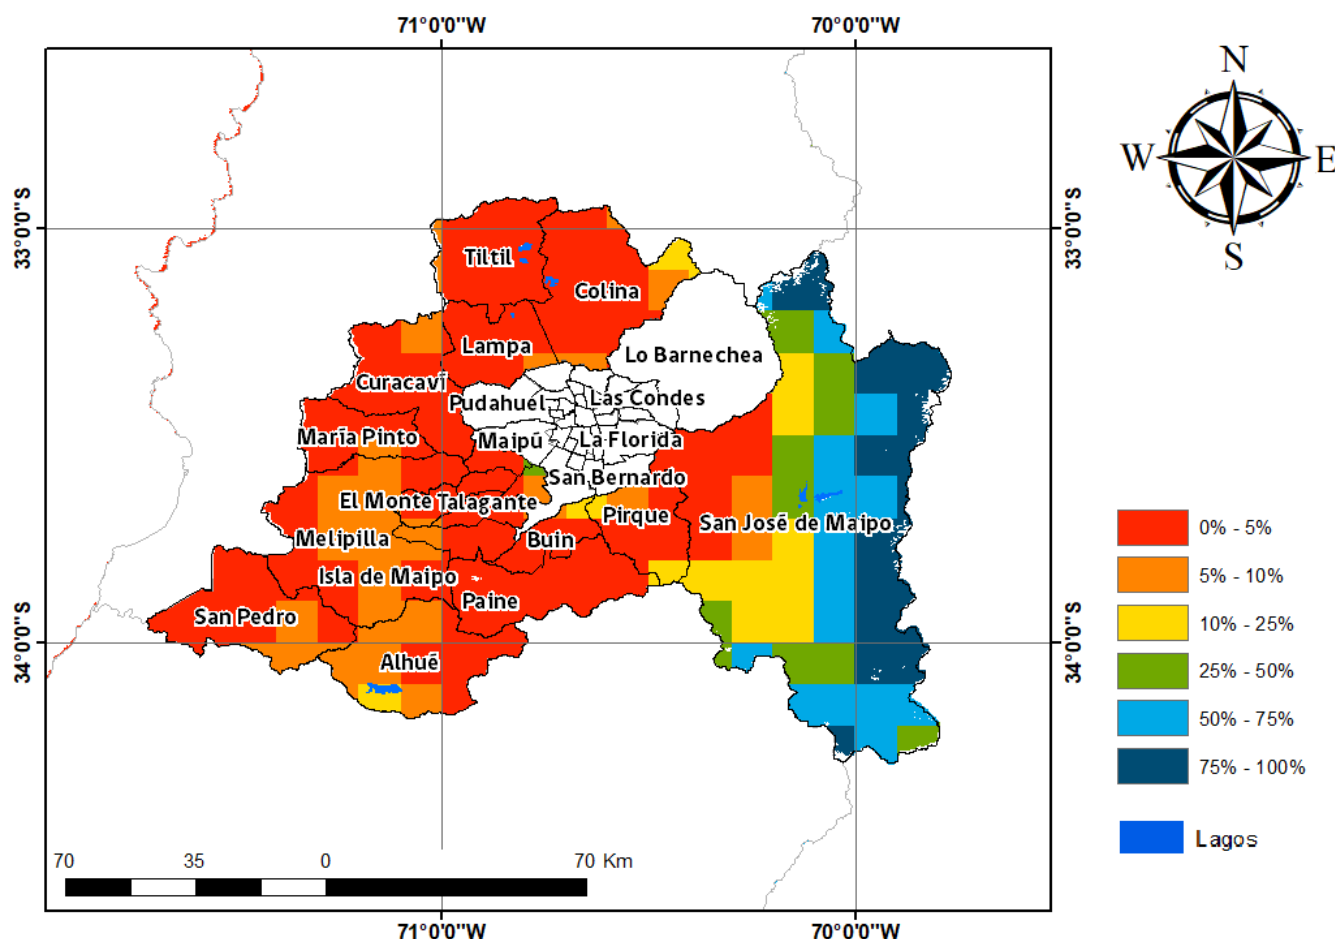 71°0'0"W
70°0'0"W
N
W
E
S
33°0'0"S
33°0'0"S
Tiltil
Colina
Lampa
Lo Barnechea
Curacaví
Las Condes
Pudahuel
María Pinto
Maipú
La Florida
San Bernardo
El Monte
Talagante
Pirque
San José de Maipo
Melipilla
Buin
Isla de Maipo
Paine
San Pedro
Alhué
34°0'0"S
34°0'0"S
0% - 5%
5% - 10%
10% - 25%
25% - 50%
50% - 75%
75% - 100%
Lagos
70
35
0
70 Km
71°0'0"W
70°0'0"W